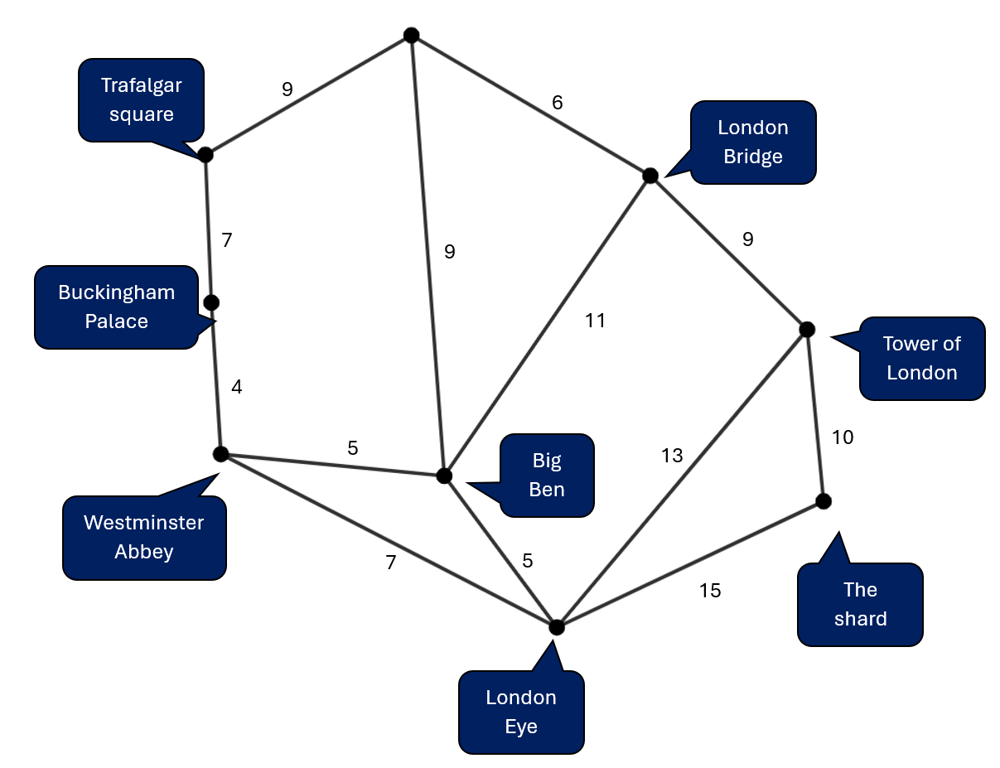 Trafalgar
square
9
6
London
Bridge
7
9
9
Buckingham
Palace
11
Tower of
London
4
5
Big
Ben
13
10
Westminster
Abbey
7
5
15
The
shard
London
Eye